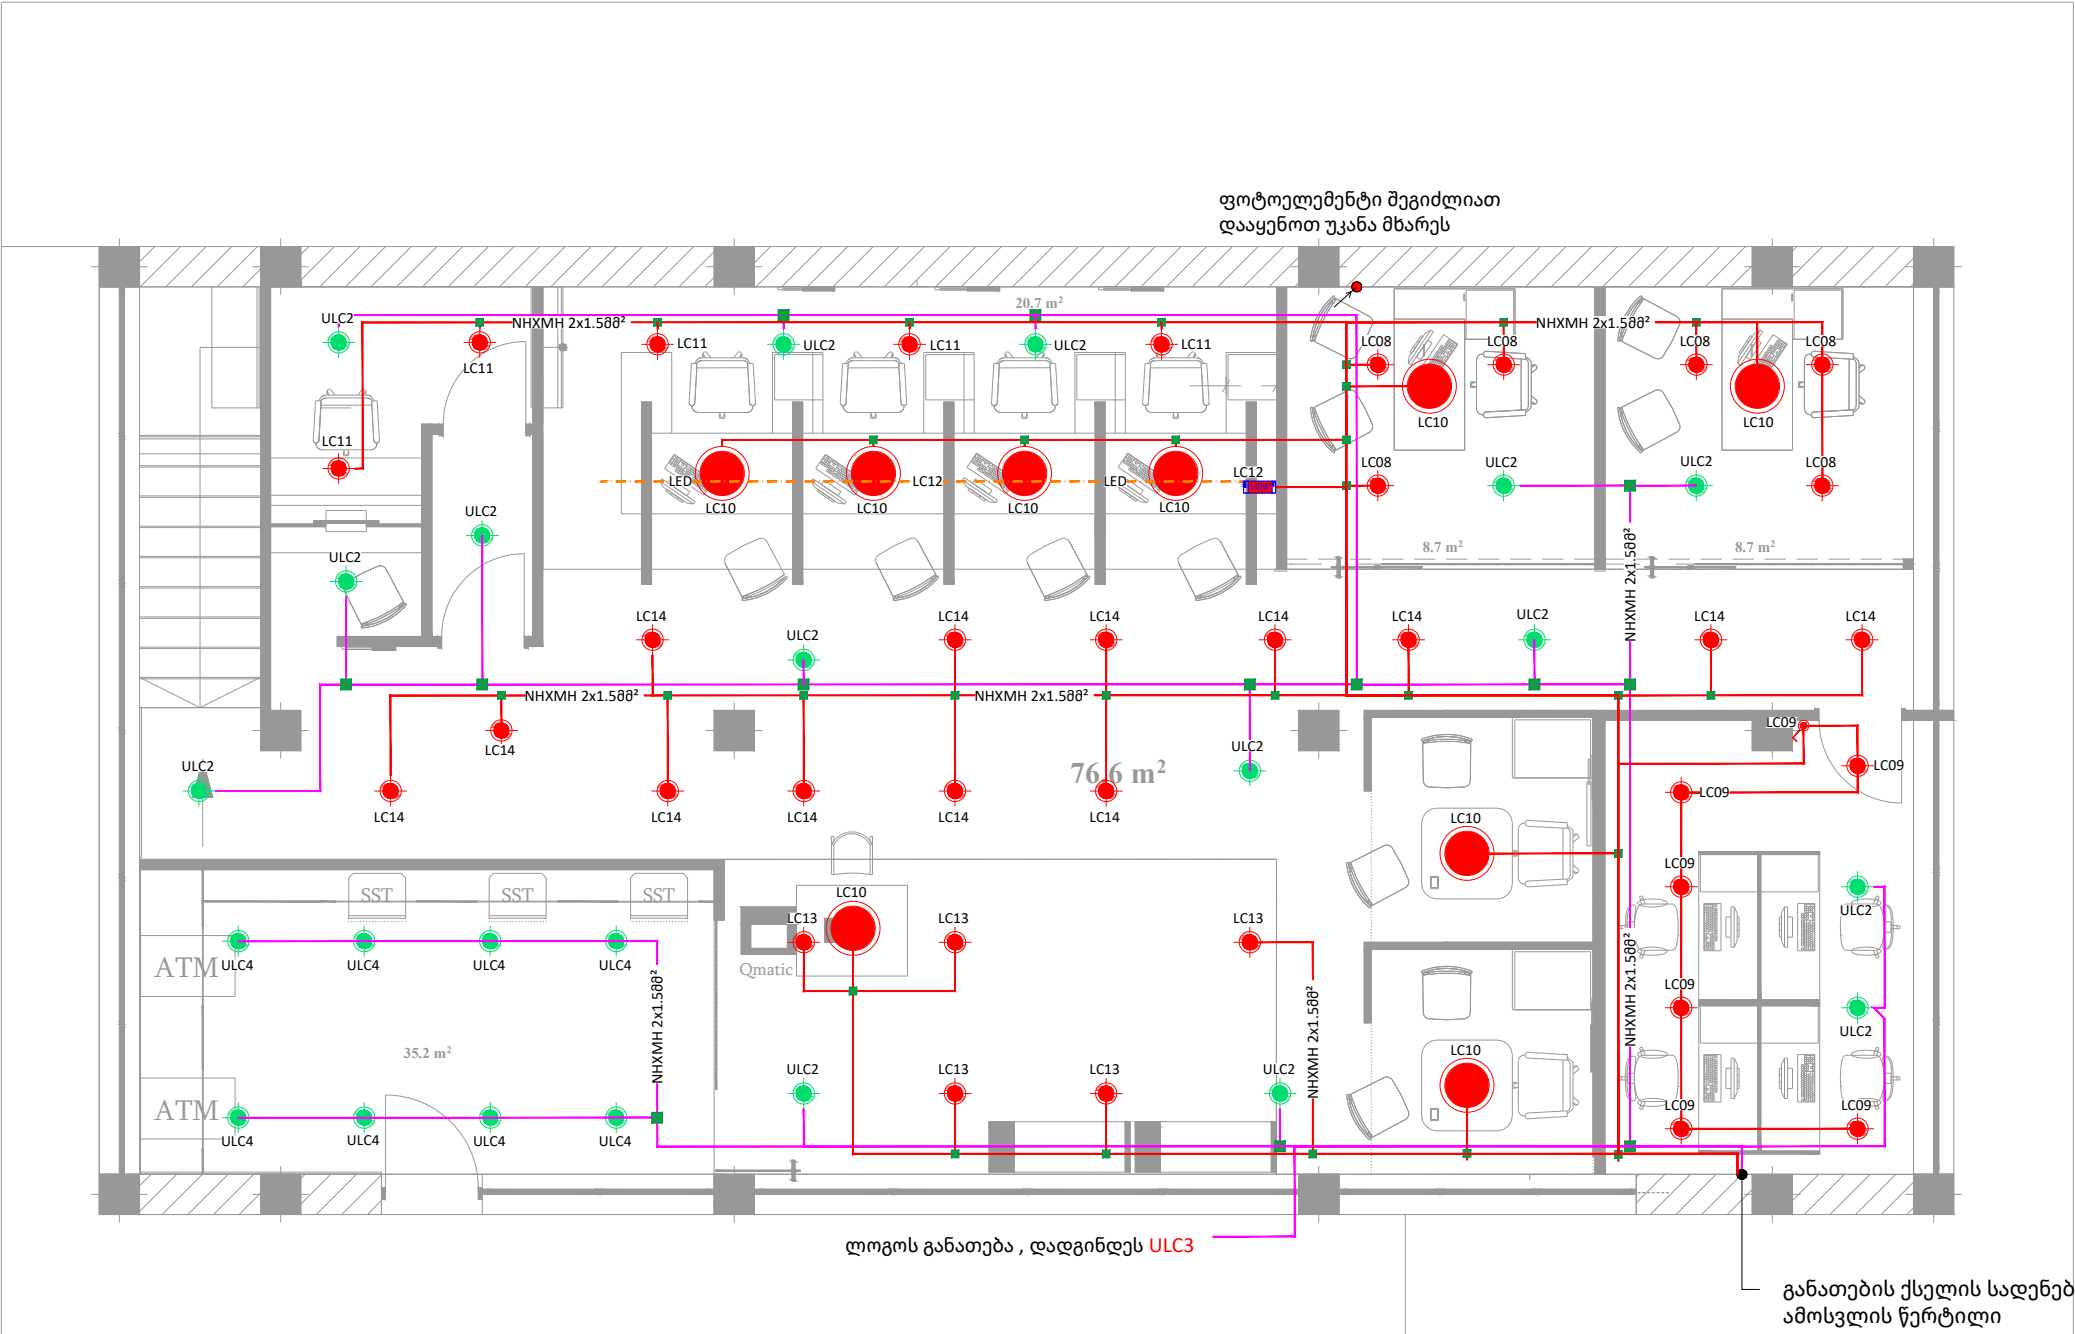 ფოტოელემენტი შეგიძლიათ
დააყენოთ უკანა მხარეს
20.7 m²
ULC2
NHXMH 2x1.5მმ²
NHXMH 2x1.5მმ²
LC11
LC11
ULC2
LC11
ULC2
LC11
LC08
LC08
LC08
LC08
LC10
LC10
LC11
LC08
ULC2
ULC2
LC08
LED
LC12
LED
LC12
LC10
LC10
LC10
LC10
ULC2
ULC2
8.7 m²
8.7 m²
NHXMH 2x1.5მმ²
LC14
ULC2
LC14
LC14
LC14
LC14
ULC2
LC14
LC14
NHXMH 2x1.5მმ²
NHXMH 2x1.5მმ²
LC14
LC09
ULC2
ULC2
76.6 m²
LC09
LC09
LC14
LC14
LC14
LC14
LC14
LC10
LC09
SST
SST
SST
LC10
ULC2
LC13
LC13
LC13
ATM
ULC4
ULC4
ULC4
ULC4
Qmatic
NHXMH 2x1.5მმ²
NHXMH 2x1.5მმ²
NHXMH 2x1.5მმ²
LC09
ULC2
35.2 m²
LC10
ULC2
LC13
LC13
ULC2
ATM
LC09
LC09
ULC4
ULC4
ULC4
ULC4
ლოგოს განათება , დადგინდეს ULC3
განათების ქსელის სადენებ
ამოსვლის წერტილი